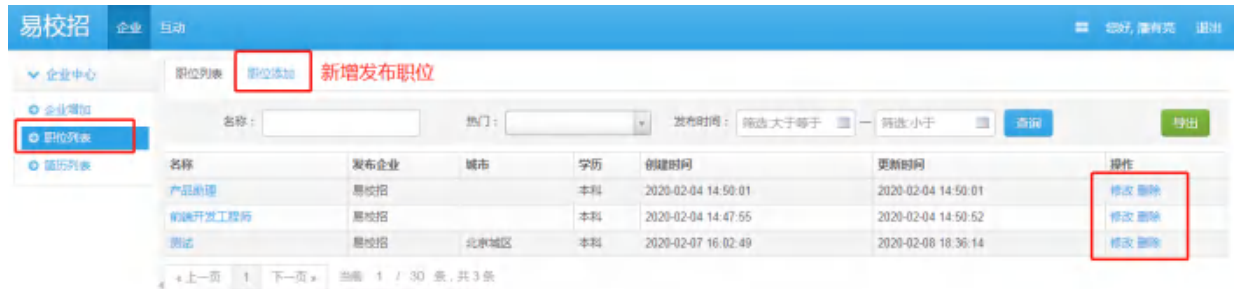 易校招 企业 互动 您好, 潘有亮 退出
企业中心 职位列表 职位添加 新增发布职位
企业增加
职位列表
简历列表
名称： 热门： 发布时间： 筛选:大于等于 — 筛选:小于 查询 导出
名称 发布企业 城市 学历 创建时间 更新时间 操作
产品助理 易校招 本科 2020-02-04 14:50:01 2020-02-04 14:50:01 修改 删除
前端开发工程师 易校招 本科 2020-02-04 14:47:55 2020-02-04 14:50:52 修改 删除
测试 易校招 北京城区 本科 2020-02-07 16:02:49 2020-02-08 18:36:14 修改 删除
« 上一页 1 下一页 » 当前 1 / 30 条 , 共 3 条